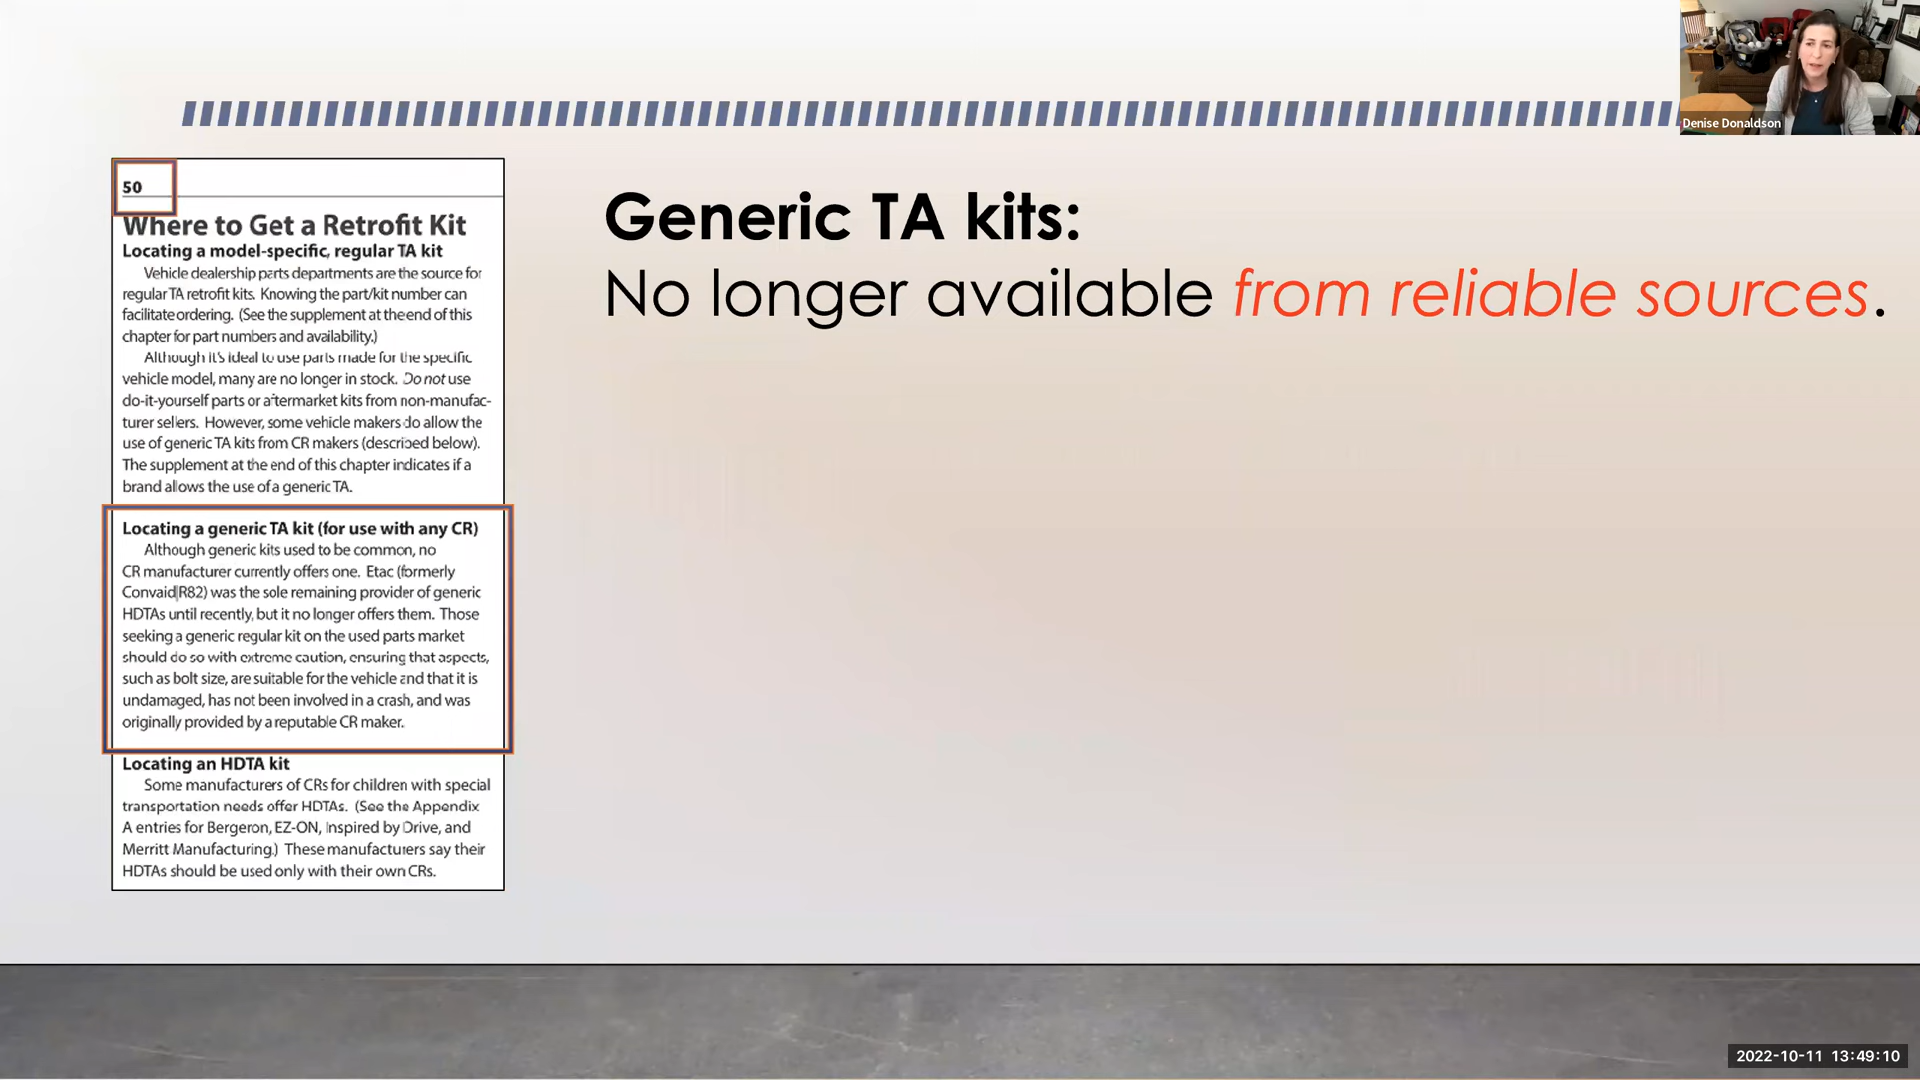 Denise Donaldson
50
Where to Get a Retrofit Kit
Locating a model-specific, regular TA kit
Vehicle dealership parts departments are the source for
regular TA retrofit kits. Knowing the part/kit number can
facilitate ordering. (See the supplement at the end of this
chapter for part numbers and availability.)
Although it's ideal to use parts made for the specific
vehicle model, many are no longer in stock. Do not use
do-it-yourself parts or aftermarket kits from non-manufac-
turer sellers. However, some vehicle makers do allow the
use of generic TA kits from CR makers (described below).
The supplement at the end of this chapter indicates if a
brand allows the use of a generic TA.
Locating a generic TA kit (for use with any CR)
Although generic kits used to be common, no
CR manufacturer currently offers one. Etac (formerly
Convaid|R82) was the sole remaining provider of generic
HDTAs until recently, but it no longer offers them. Those
seeking a generic regular kit on the used parts market
should do so with extreme caution, ensuring that aspects,
such as bolt size, are suitable for the vehicle and that it is
undamaged, has not been involved in a crash, and was
originally provided by a reputable CR maker.
Locating an HDTA kit
Some manufacturers of CRs for children with special
transportation needs offer HDTAs. (See the Appendix
A entries for Bergeron, EZ-ON, Inspired by Drive, and
Merritt Manufacturing.) These manufacturers say their
HDTAs should be used only with their own CRs.
Generic TA kits:
No longer available from reliable sources.
2022-10-11 13:49:10